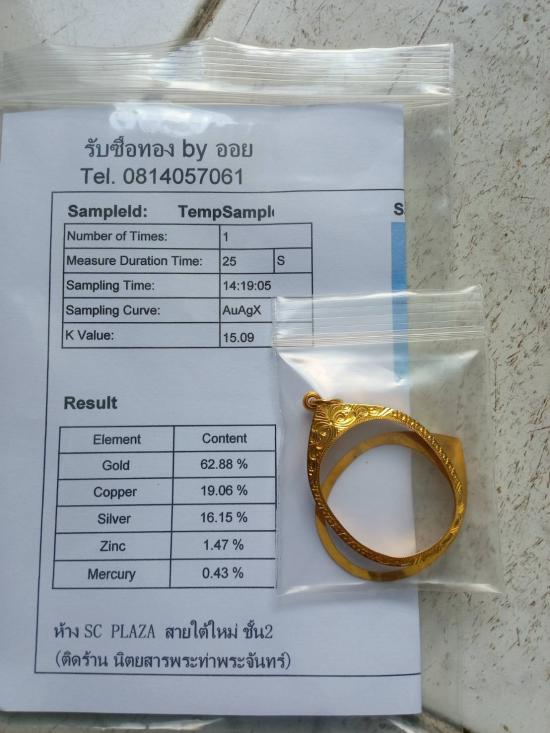 รับซื้อทอง by ออย
Tel. 0814057061
SampleId: TempSampl
Number of Times: 1
Measure Duration Time: 25 S
Sampling Time: 14:19:05
Sampling Curve: AuAgX
K Value: 15.09
Result
Element Content
Gold 62.88 %
Copper 19.06 %
Silver 16.15 %
Zinc 1.47 %
Mercury 0.43 %
ห้าง SC PLAZA สายใต้ใหม่ ชั้น2
(ติดร้าน นิตยสารพระท่าพระจันทร์)